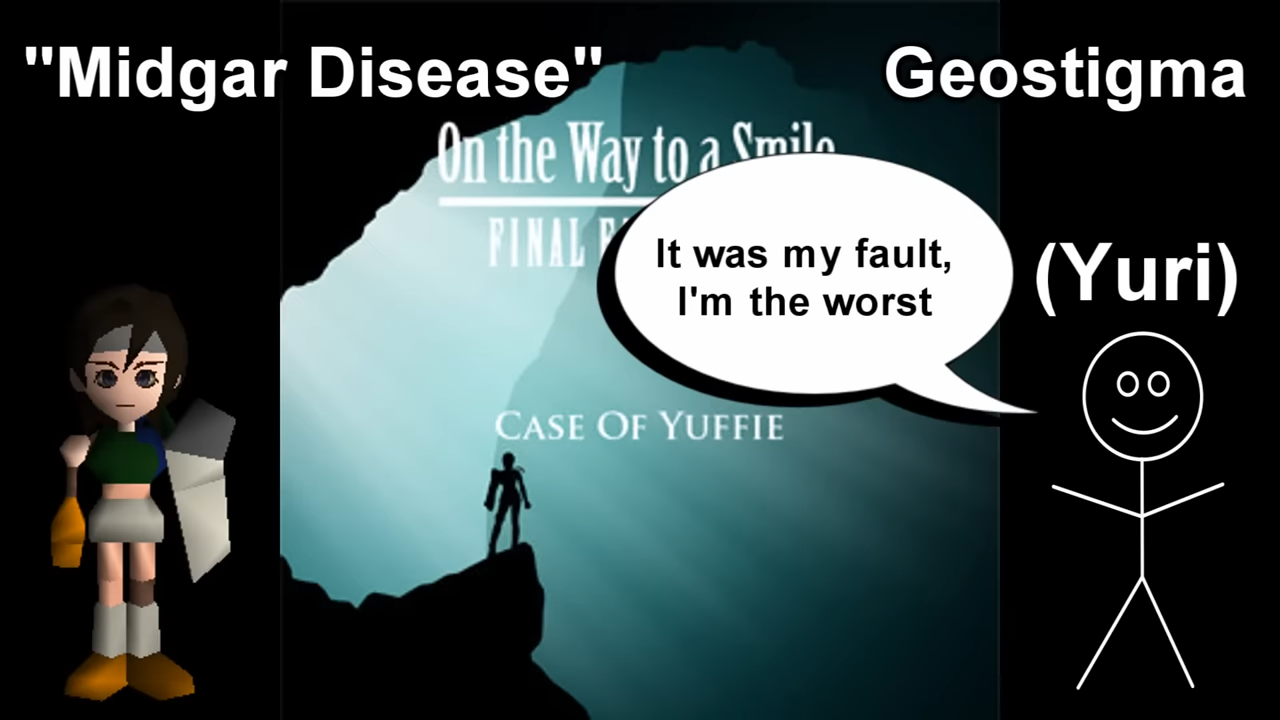 "Midgar Disease"
Geostigma
On the Way to a Smile
FINAL
It was my fault,
I'm the worst
(Yuri)
CASE OF YUFFIE